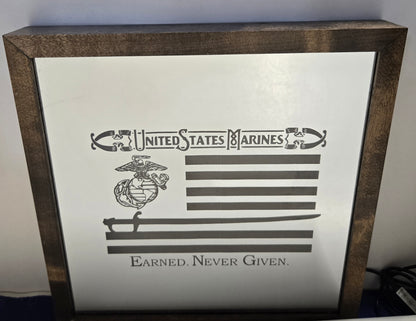 UNITED STATES MARINES
EARNED. NEVER GIVEN.